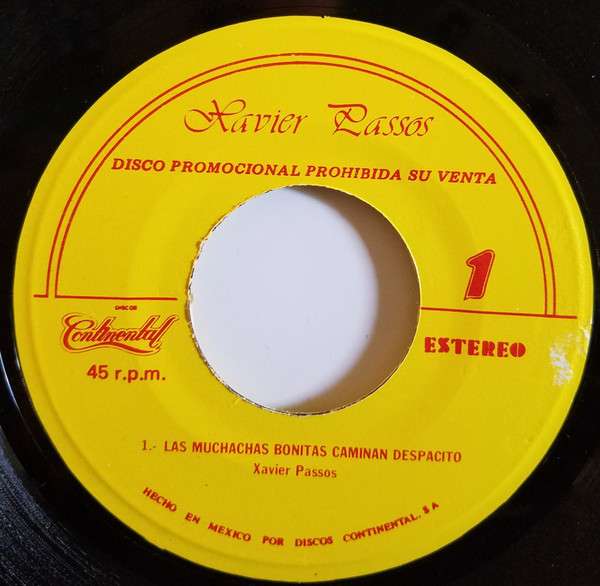 Xavier Passos
DISCO PROMOCIONAL PROHIBIDA SU VENTA
1
DISCOS
Continental
45 r.p.m.
ESTEREO
1.- LAS MUCHACHAS BONITAS CAMINAN DESPACITO
Xavier Passos
HECHO EN MEXICO POR DISCOS CONTINENTAL, S A